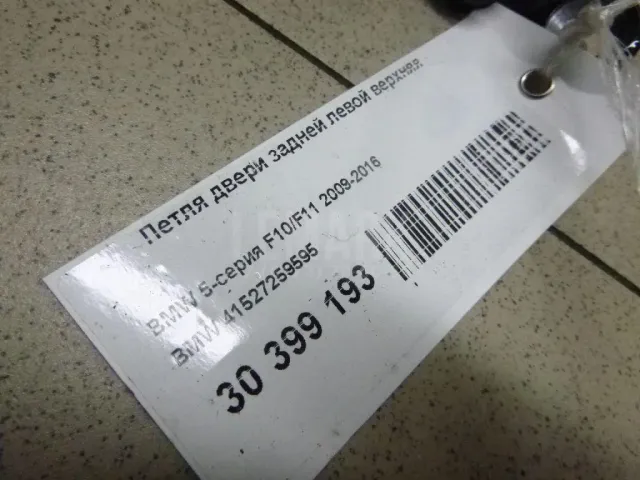 Петля двери задней левой верхняя
BMW 5-серия F10/F11 2009-2016
BMW 41527259595
30 399 193